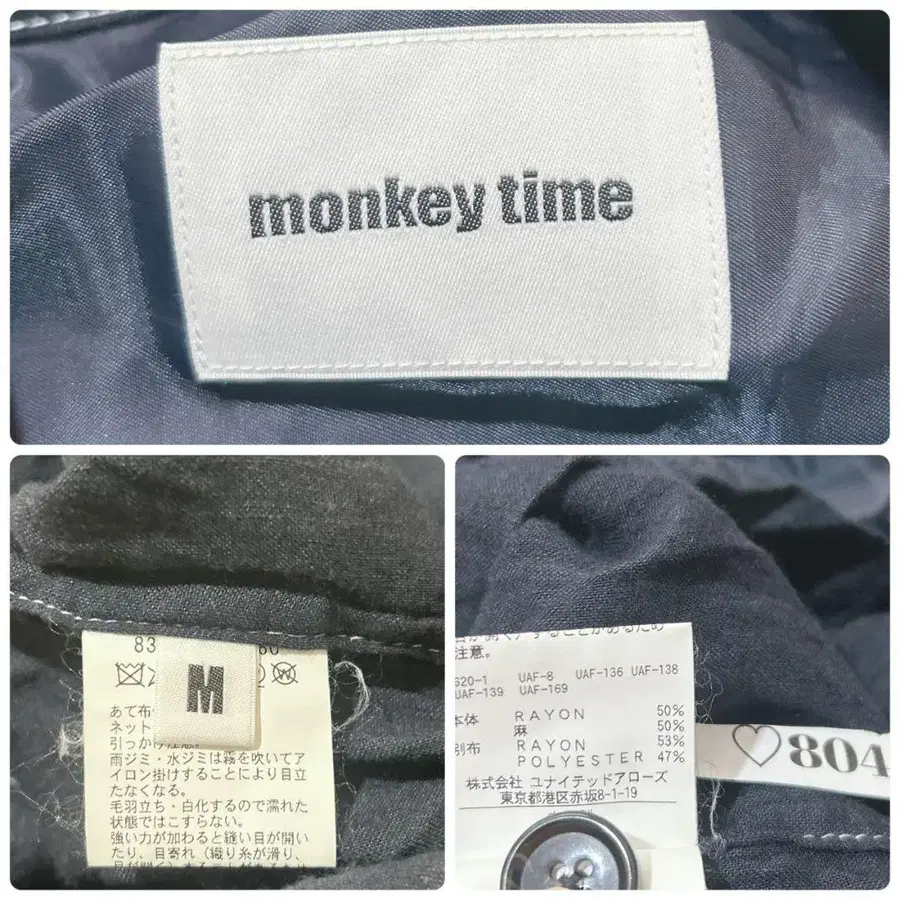 monkey time
83
M
あて布
ネット
引っかけ注意。
雨ジミ・水ジミは霧を吹いてア
イロン掛けすることにより目立
たなくなる。
毛羽立ち・白化するので濡れた
状態ではこすらない。
強い力が加わると縫い目が開い
たり、目寄れ（織り糸が滑り、
注意。
S20-1 UAF-8 UAF-136 UAF-138
UAF-139 UAF-169
本体 RAYON 50%
麻 50%
別布 RAYON 53%
POLYESTER 47%
株式会社 ユナイテッドアローズ
東京都港区赤坂8-1-19
♡804